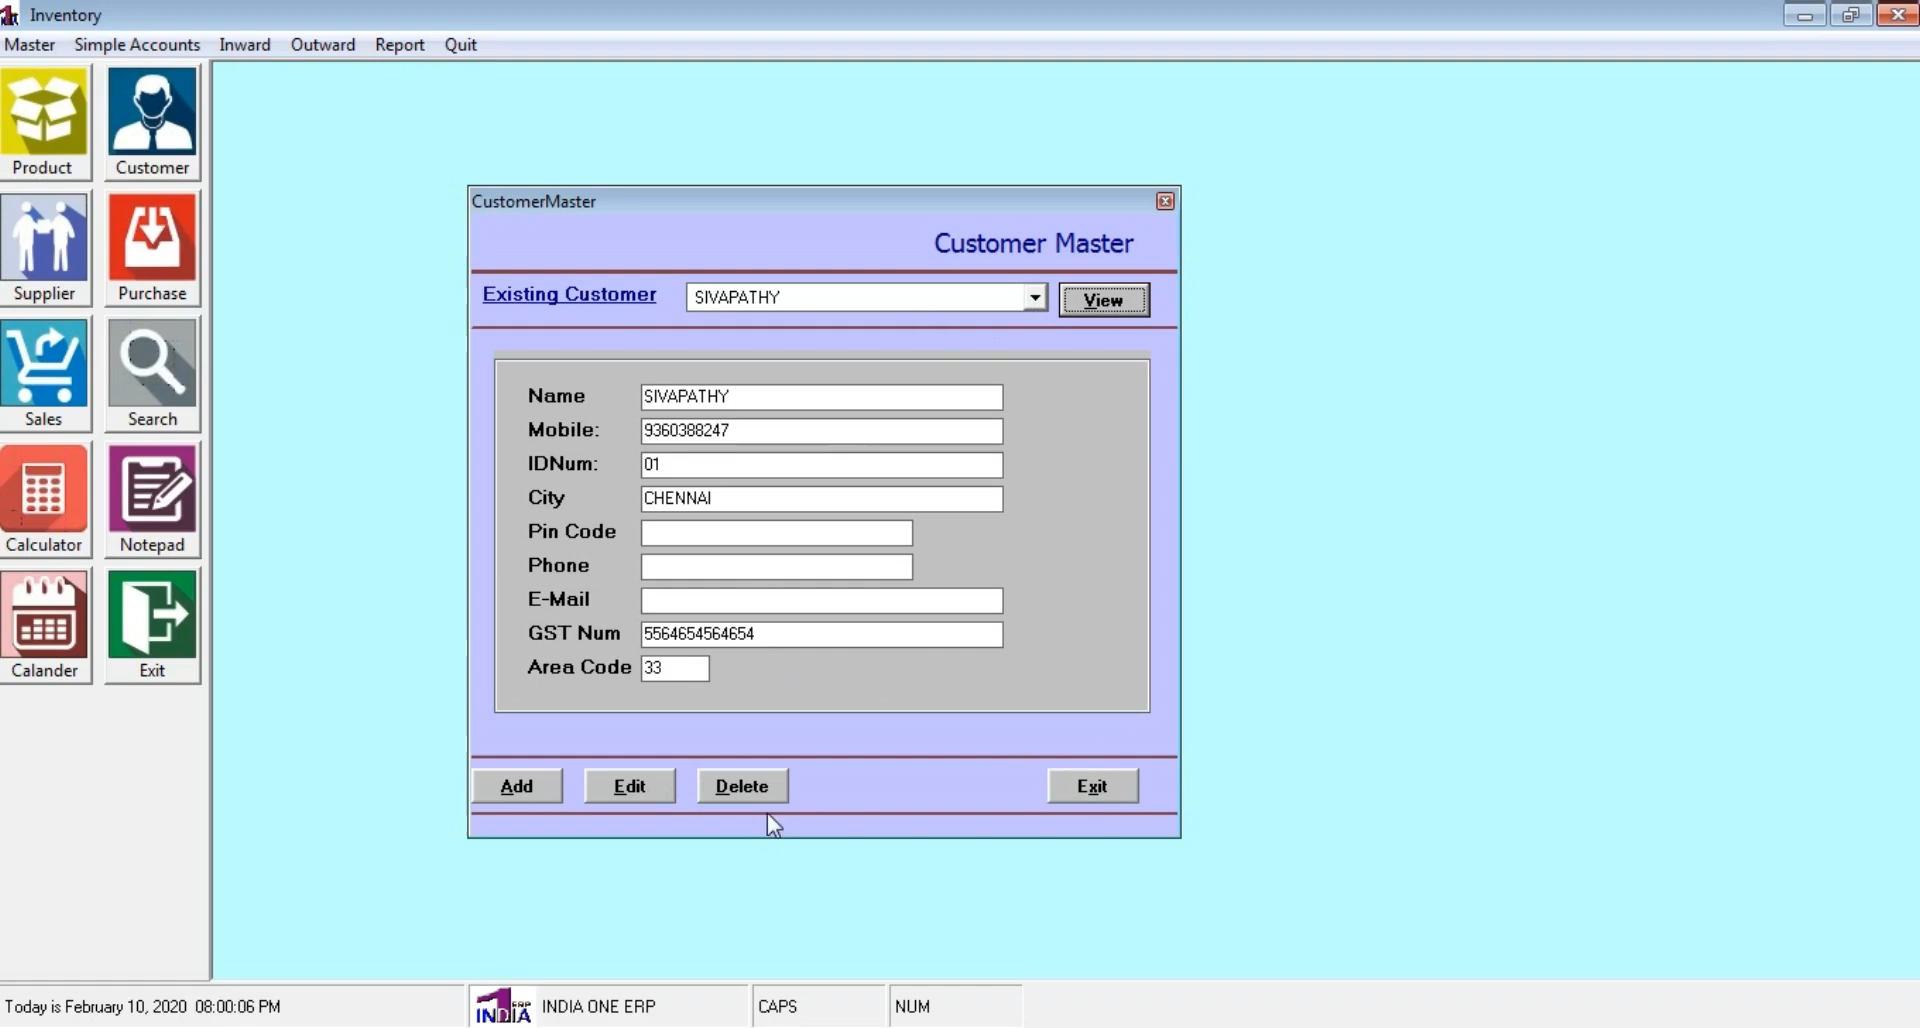 Inventory
Master Simple Accounts Inward Outward Report Quit
Product Customer
Supplier Purchase
Sales Search
Calculator Notepad
Calander Exit
CustomerMaster
Customer Master
Existing Customer SIVAPATHY View
Name SIVAPATHY
Mobile: 9360388247
IDNum: 01
City CHENNAI
Pin Code
Phone
E-Mail
GST Num 5564654564654
Area Code 33
Add Edit Delete Exit
Today is February 10, 2020 08:00:06 PM
1 ERP INDIA
INDIA ONE ERP CAPS NUM